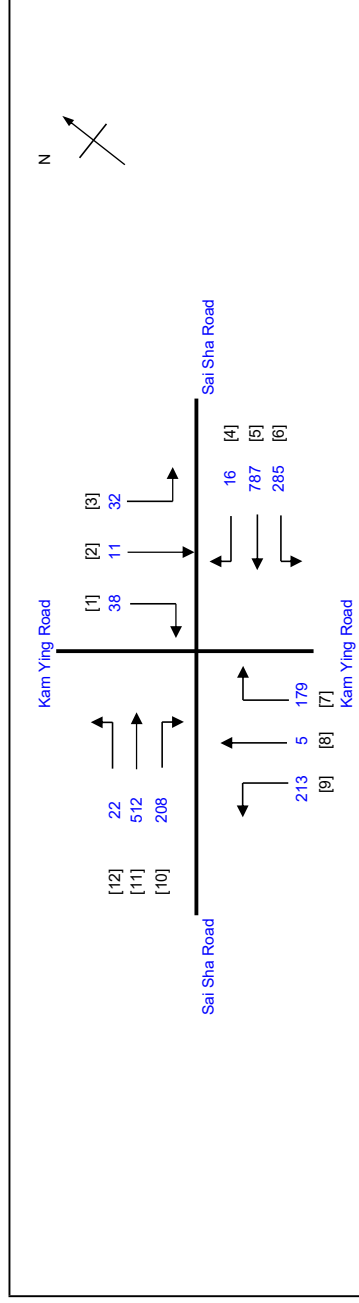 N
Kam Ying Road
[1] [2] [3]
38 11 32
Sai Sha Road
[12] 22
[11] 512
[10] 208
16 [4]
787 [5]
285 [6]
Sai Sha Road
213 5 179
[9] [8] [7]
Kam Ying Road